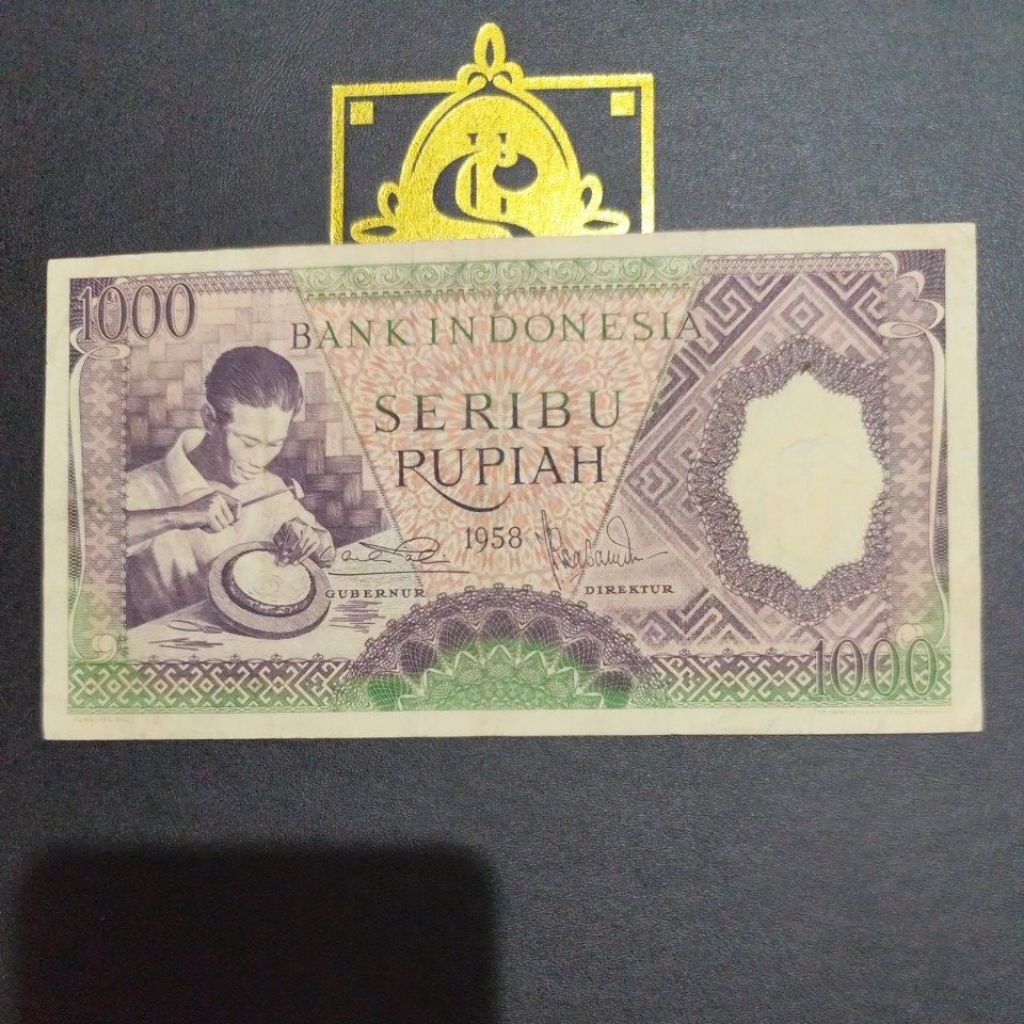 1000
BANK INDONESIA
SERIBU
RUPIAH
1958
GUBERNUR
DIREKTUR
1000